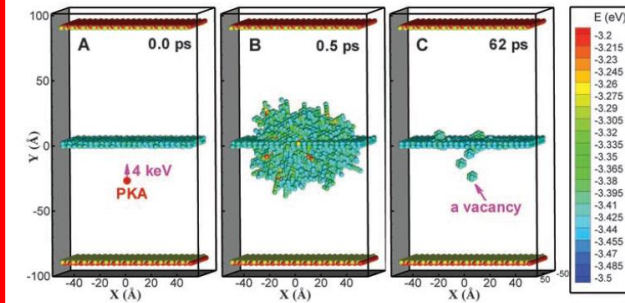 A
0.0 ps
B
0.5 ps
C
62 ps
4 keV
PKA
a vacancy
Y (Å)
100
50
0
-50
-100
-40 -20 0 20 40
X (Å)
-40 -20 0 20 40
X (Å)
-40 -20 0 20 40
X (Å)
50
-50
E (eV)
-3.2
-3.215
-3.23
-3.245
-3.26
-3.275
-3.29
-3.305
-3.32
-3.335
-3.35
-3.365
-3.38
-3.395
-3.41
-3.425
-3.44
-3.455
-3.47
-3.485
-3.5